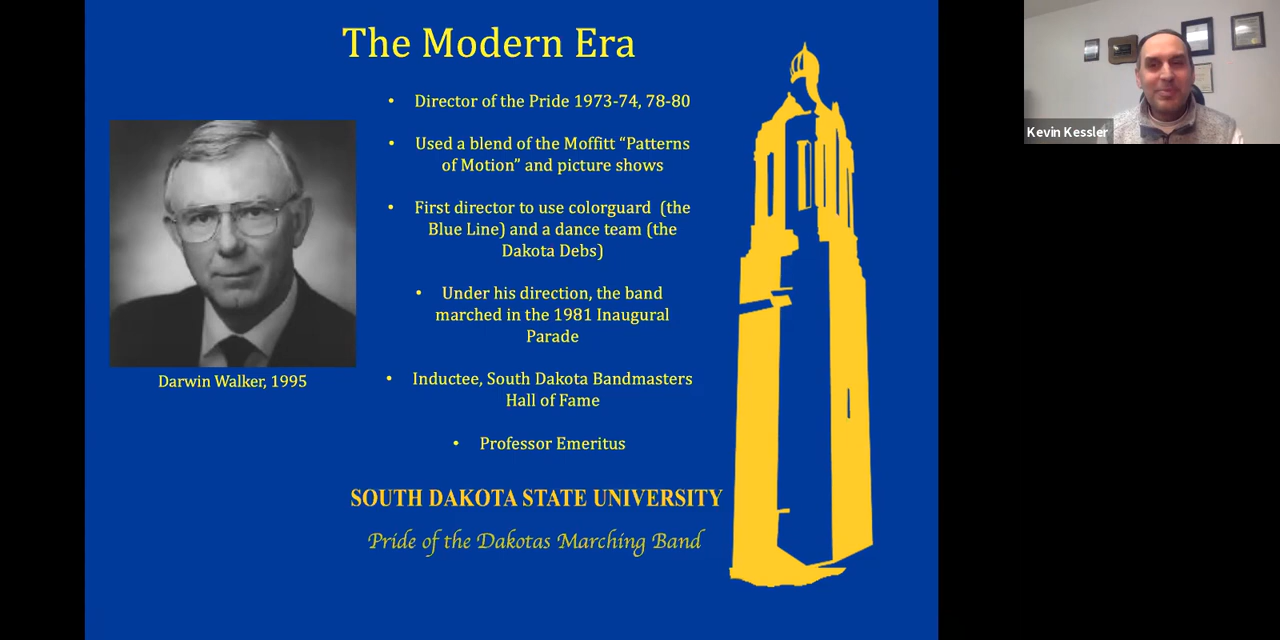 The Modern Era
• Director of the Pride 1973-74, 78-80
• Used a blend of the Moffitt “Patterns
of Motion” and picture shows
• First director to use colorguard (the
Blue Line) and a dance team (the
Dakota Debs)
• Under his direction, the band
marched in the 1981 Inaugural
Parade
• Inductee, South Dakota Bandmasters
Hall of Fame
• Professor Emeritus
Darwin Walker, 1995
SOUTH DAKOTA STATE UNIVERSITY
Pride of the Dakotas Marching Band
Kevin Kessler